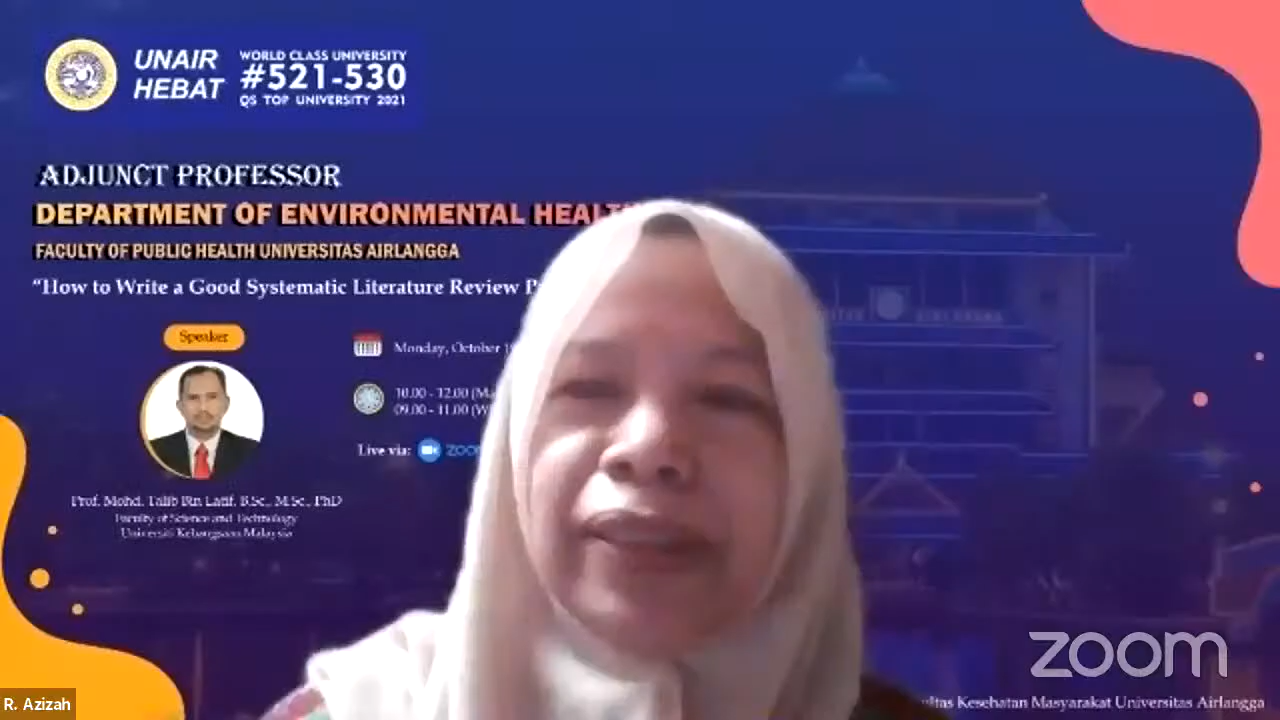 UNAIR
HEBAT
WORLD CLASS UNIVERSITY
#521-530
QS TOP UNIVERSITY 2021
ADJUNCT PROFESSOR
DEPARTMENT OF ENVIRONMENTAL HEALT
FACULTY OF PUBLIC HEALTH UNIVERSITAS AIRLANGGA
"How to Write a Good Systematic Literature Review P
Speaker
Monday, October 1
10.00 - 12.00 (Ma
09.00 - 11.00 (W
Live via: ZOOM
Prof. Mohd. Talib Bin Latif, B.Sc., M.Sc., PhD
Faculty of Science and Technology
Universiti Kebangsaan Malaysia
zoom
R. Azizah
ultas Kesehatan Masyarakat Universitas Airlangga